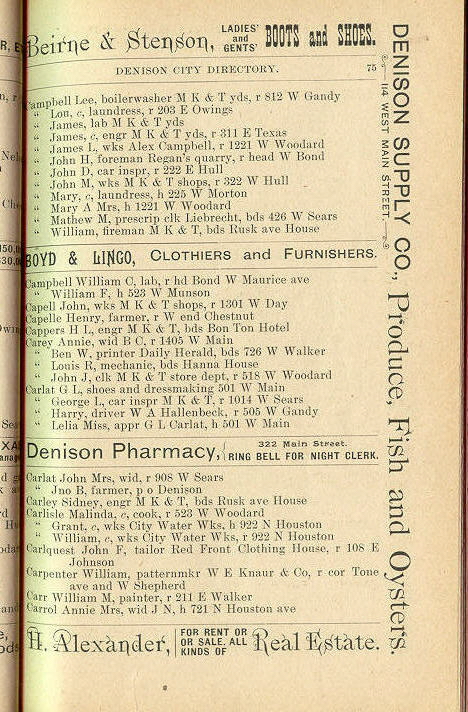 Beirne & Stenson, LADIES' and GENTS' BOOTS and SHOES.
DENISON CITY DIRECTORY. 75
Campbell Lee, boilerwasher M K & T yds, r 812 W Gandy
" Lou, c, laundress, r 203 E Owings
" James, lab M K & T yds
" James, c, engr M K & T yds, r 311 E Texas
" James L, wks Alex Campbell, r 1221 W Woodard
" John H, foreman Regan's quarry, r head W Bond
" John D, car inspr, r 222 E Hull
" John M, wks M K & T shops, r 322 W Hull
" Mary, c, laundress, h 225 W Morton
" Mary A Mrs, h 1221 W Woodard
" Mathew M, prescrip clk Liebrecht, bds 426 W Sears
" William, fireman M K & T, bds Rusk ave House
BOYD & LINGO, CLOTHIERS and FURNISHERS.
Campbell William C, lab, r hd Bond W Maurice ave
" William F, h 523 W Munson
Capell John, wks M K & T shops, r 1301 W Day
Capelle Henry, farmer, r W end Chestnut
Cappers H L, engr M K & T, bds Bon Ton Hotel
Carey Annie, wid B C, r 1405 W Main
" Ben W, printer Daily Herald, bds 726 W Walker
" Louis R, mechanic, bds Hanna House
" John J, clk M K & T store dept, r 518 W Woodard
Carlat G L, shoes and dressmaking 501 W Main
" George L, car inspr M K & T, r 1014 W Sears
" Harry, driver W A Hallenbeck, r 505 W Gandy
" Lelia Miss, appr G L Carlat, h 501 W Main
Denison Pharmacy, 322 Main Street.
RING BELL FOR NIGHT CLERK.
Carlat John Mrs, wid, r 908 W Sears
" Jno B, farmer, p o Denison
Carley Sidney, engr M K & T, bds Rusk ave House
Carlisle Malinda, c, cook, r 523 W Woodard
" Grant, c, wks City Water Wks, h 922 N Houston
" William, c, wks City Water Wks, r 922 N Houston
Carlquest John F, tailor Red Front Clothing House, r 108 E
Johnson
Carpenter William, patternmkr W E Knaur & Co, r cor Tone
ave and W Shepherd
Carr William M, painter, r 211 E Walker
Carrol Annie Mrs, wid J N, h 721 N Houston ave
H. Alexander, FOR RENT OR OR SALE. ALL KINDS OF Real Estate.
DENISON SUPPLY CO., Produce, Fish and Oysters.
114 WEST MAIN STREET.